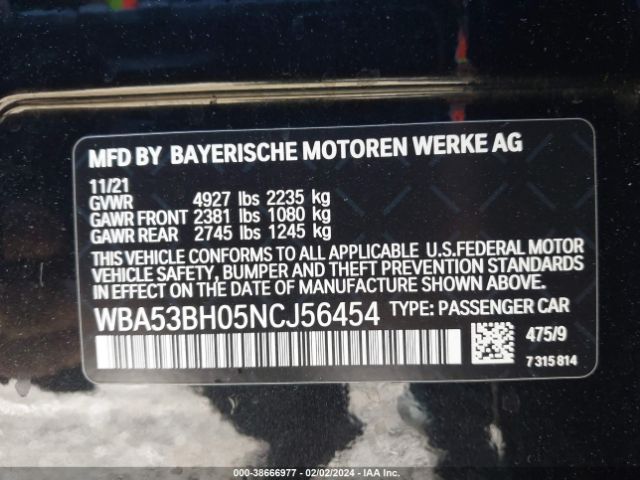 MFD BY BAYERISCHE MOTOREN WERKE AG
11/21
GVWR 4927 lbs 2235 kg
GAWR FRONT 2381 lbs 1080 kg
GAWR REAR 2745 lbs 1245 kg
THIS VEHICLE CONFORMS TO ALL APPLICABLE U.S.FEDERAL MOTOR
VEHICLE SAFETY, BUMPER AND THEFT PREVENTION STANDARDS
IN EFFECT ON THE DATE OF MANUFACTURE SHOWN ABOVE.
WBA53BH05NCJ56454 TYPE: PASSENGER CAR
475/9
7 315 814
000-38666977 - 02/02/2024 - IAA Inc.